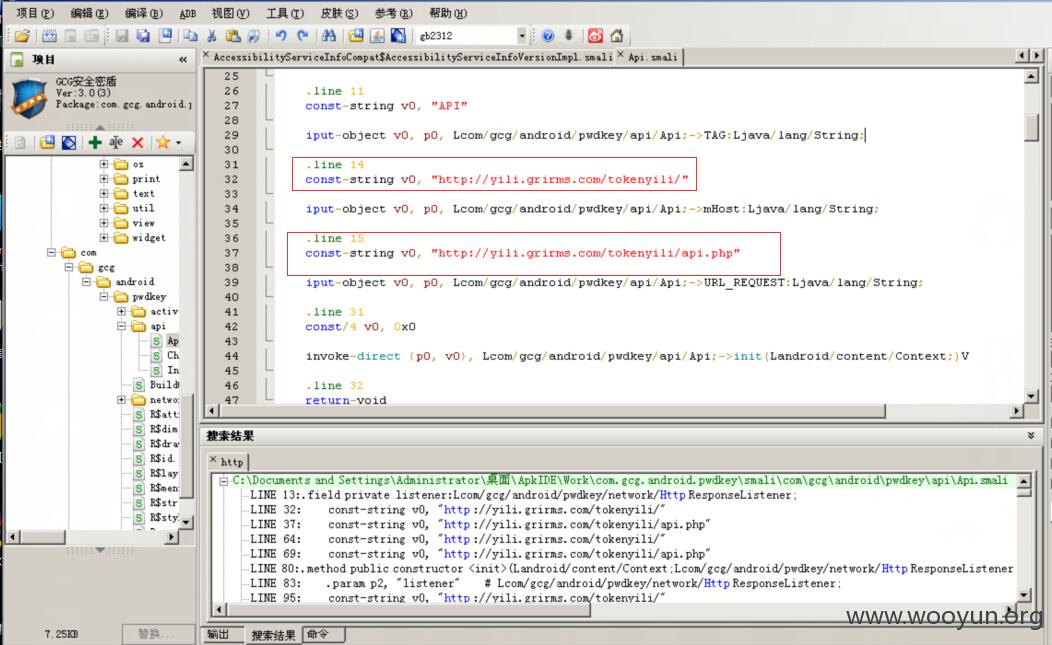 项目(P) 编辑(E) 编译(B) ADB 视图(V) 工具(T) 皮肤(S) 参考(R) 帮助(H)
gb2312
项目
GCG安全密盾
Ver:3.0(3)
Package:com.gcg.android.
os
print
text
util
view
widget
com
gcg
android
pwdkey
activ
api
Ap
Ch
In
Build
netwo
R$att
R$dim
R$dra
R$id.
R$lay
R$men
R$str
R$sty
7.25KB
替换...
AccessibilityServiceInfoCompat$AccessibilityServiceInfoVersionImpl.smali
Api.smali
25
26 .line 11
27 const-string v0, "API"
28
29 iput-object v0, p0, Lcom/gcg/android/pwdkey/api/Api;->TAG:Ljava/lang/String;
30
31 .line 14
32 const-string v0, "http://yili.grirms.com/tokenyili/"
33
34 iput-object v0, p0, Lcom/gcg/android/pwdkey/api/Api;->mHost:Ljava/lang/String;
35
36 .line 15
37 const-string v0, "http://yili.grirms.com/tokenyili/api.php"
38
39 iput-object v0, p0, Lcom/gcg/android/pwdkey/api/Api;->URL_REQUEST:Ljava/lang/String;
40
41 .line 31
42 const/4 v0, 0x0
43
44 invoke-direct {p0, v0}, Lcom/gcg/android/pwdkey/api/Api;->init(Landroid/content/Context;)V
45
46 .line 32
47 return-void
搜索结果
http
C:\Documents and Settings\Administrator\桌面\ApkIDE\Work\com.gcg.android.pwdkey\smali\com\gcg\android\pwdkey\api\Api.smali
LINE 13:.field private listener:Lcom/gcg/android/pwdkey/network/HttpResponseListener;
LINE 32: const-string v0, "http://yili.grirms.com/tokenyili/"
LINE 37: const-string v0, "http://yili.grirms.com/tokenyili/api.php"
LINE 64: const-string v0, "http://yili.grirms.com/tokenyili/"
LINE 69: const-string v0, "http://yili.grirms.com/tokenyili/api.php"
LINE 80:.method public constructor <init>(Landroid/content/Context;Lcom/gcg/android/pwdkey/network/HttpResponseListener
LINE 83: .param p2, "listener" # Lcom/gcg/android/pwdkey/network/HttpResponseListener;
LINE 95: const-string v0, "http://yili.grirms.com/tokenyili/"
输出 搜索结果 命令
www.wooyun.org